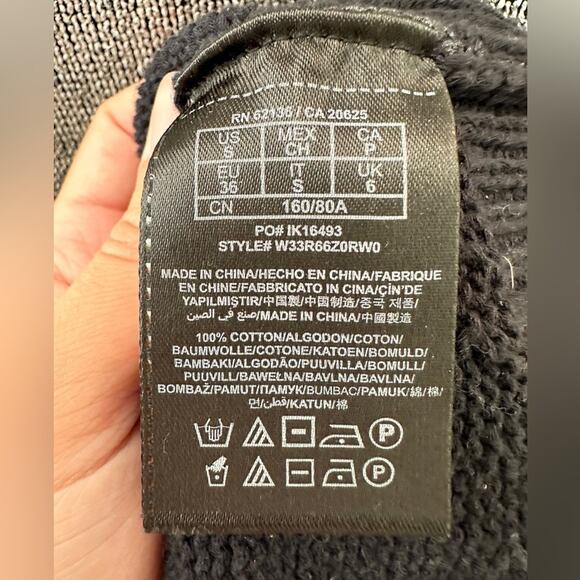 RN 62136 / CA 20625
US S MEX CH CA P
EU 36 IT S UK 6
CN 160/80A
PO# IK16493
STYLE# W33R66Z0RW0
MADE IN CHINA/HECHO EN CHINA/FABRIQUE
EN CHINE/FABBRICATO IN CINA/ÇİN'DE
YAPILMIŞTIR/中国製/中国制造/중국 제품/
صنع في الصين/MADE IN CHINA/中國製造
100% COTTON/ALGODON/COTON/
BAUMWOLLE/COTONE/KATOEN/BOMULD/
BAMBAKI/ALGODÃO/PUUVILLA/BOMULL/
PUUVILL/BAWEŁNA/BAVLNA/BAVLNA/
BOMBAŽ/PAMUT/ПАМУК/BUMBAC/PAMUK/綿/棉/
면/قطن/KATUN/棉
P
P